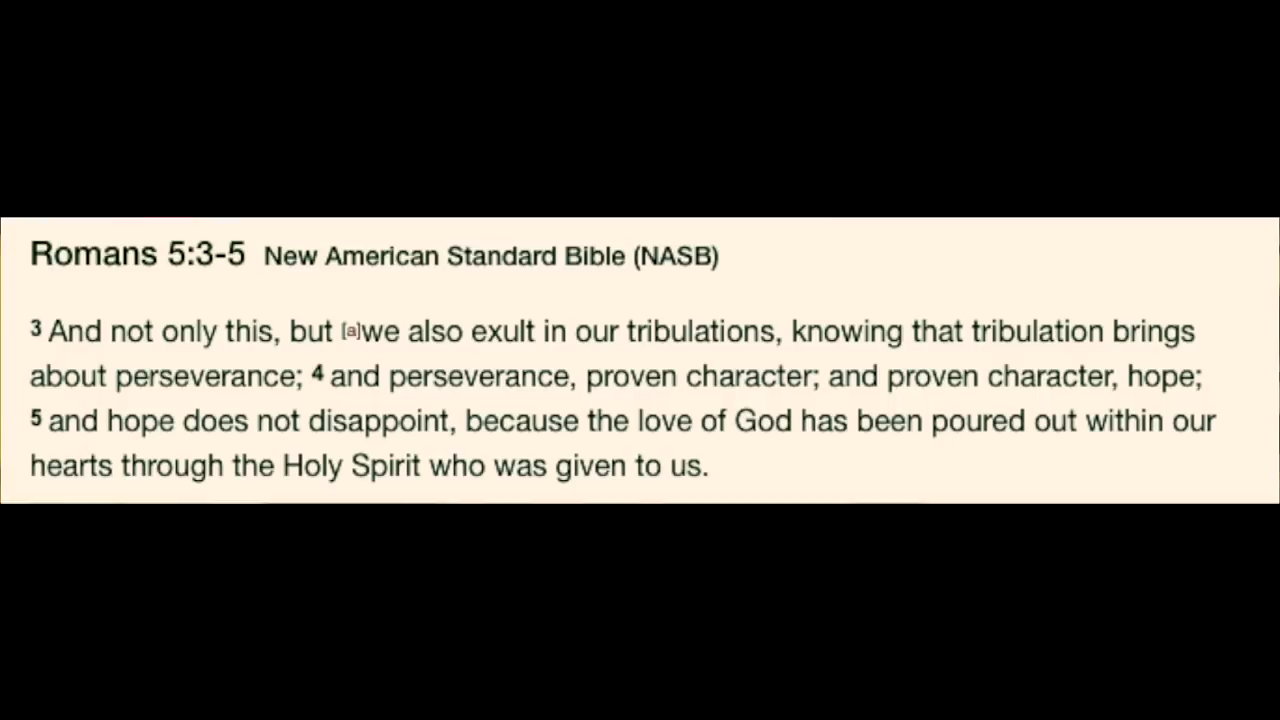 Romans 5:3-5 New American Standard Bible (NASB)
3 And not only this, but [a]we also exult in our tribulations, knowing that tribulation brings
about perseverance; 4 and perseverance, proven character; and proven character, hope;
5 and hope does not disappoint, because the love of God has been poured out within our
hearts through the Holy Spirit who was given to us.